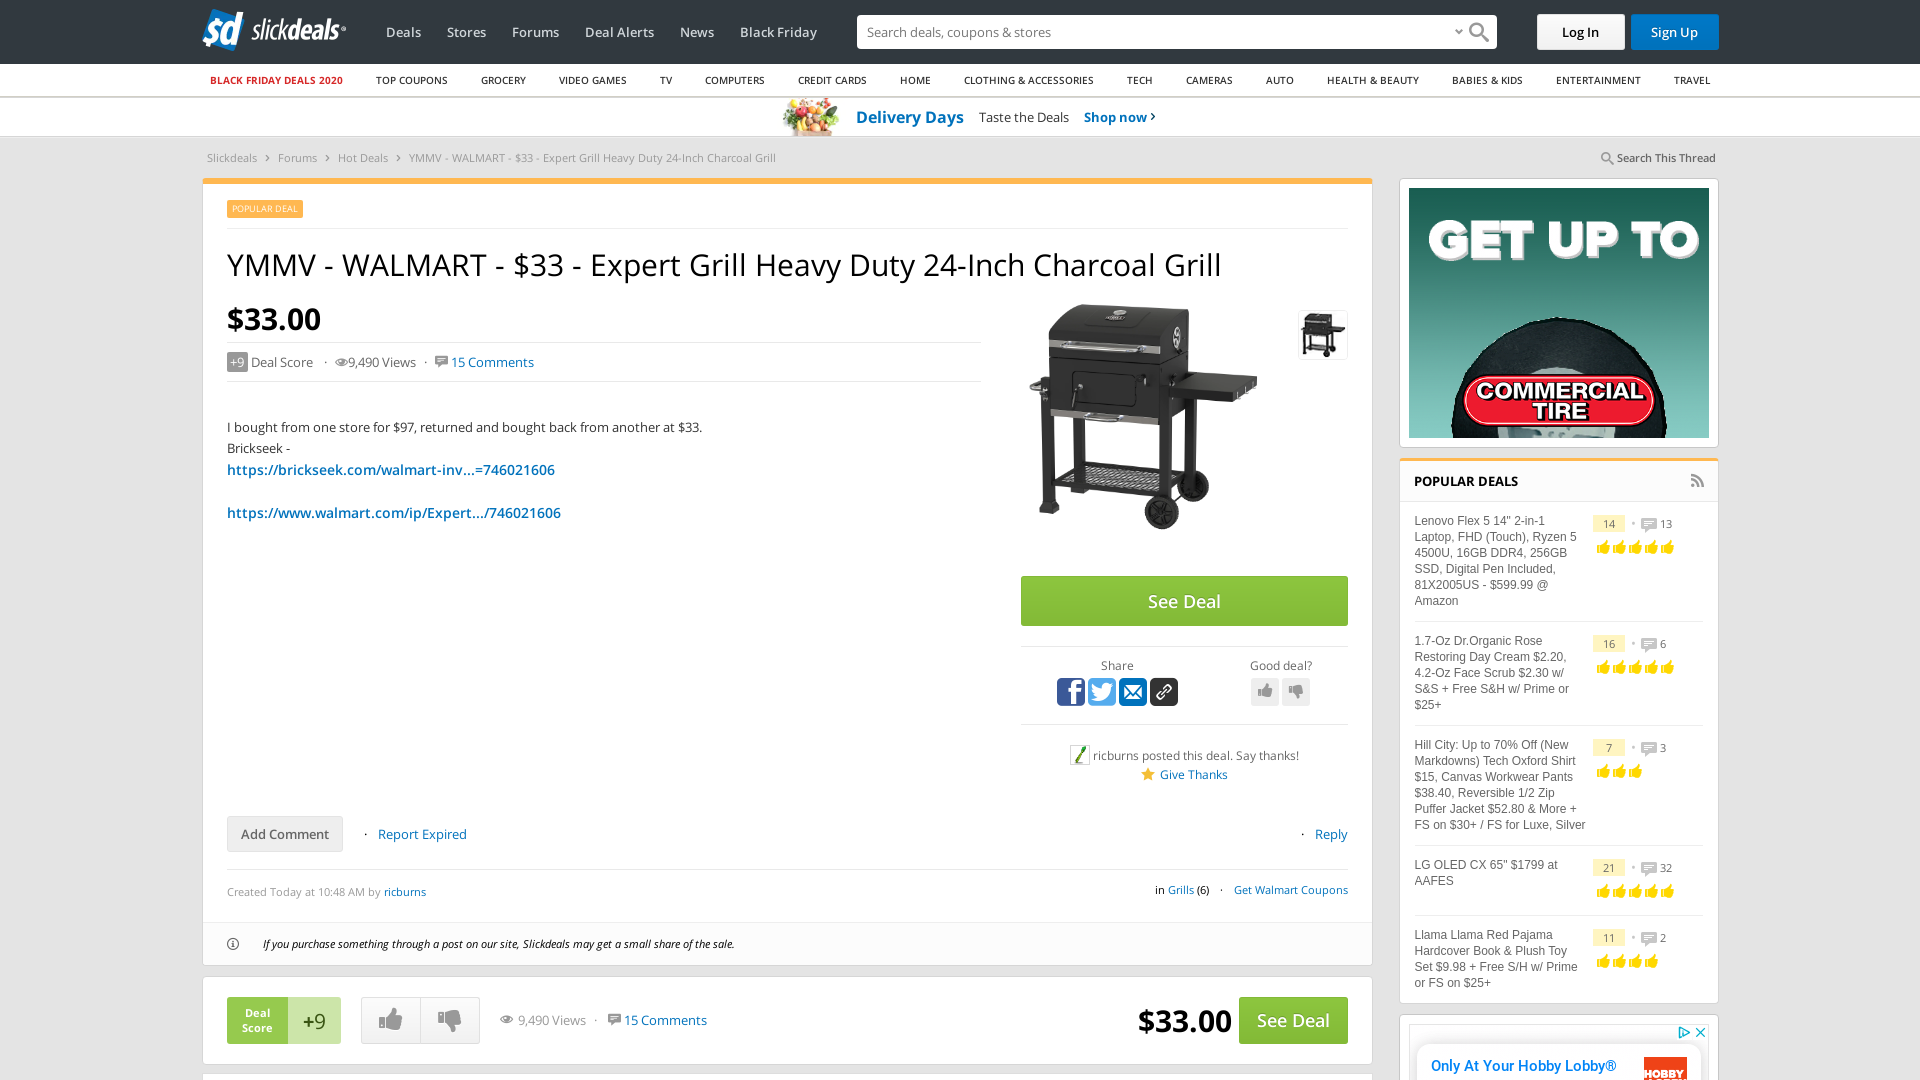 slickdeals
Deals
Stores
Forums
Deal Alerts
News
Black Friday
Search deals, coupons & stores
Log In
Sign Up
BLACK FRIDAY DEALS 2020
TOP COUPONS
GROCERY
VIDEO GAMES
TV
COMPUTERS
CREDIT CARDS
HOME
CLOTHING & ACCESSORIES
TECH
CAMERAS
AUTO
HEALTH & BEAUTY
BABIES & KIDS
ENTERTAINMENT
TRAVEL
Delivery Days Taste the Deals Shop now
Slickdeals > Forums > Hot Deals > YMMV - WALMART - $33 - Expert Grill Heavy Duty 24-Inch Charcoal Grill
Search This Thread
POPULAR DEAL
YMMV - WALMART - $33 - Expert Grill Heavy Duty 24-Inch Charcoal Grill
$33.00
+9 Deal Score · 9,490 Views · 15 Comments
I bought from one store for $97, returned and bought back from another at $33.
Brickseek -
https://brickseek.com/walmart-inv...=746021606
https://www.walmart.com/ip/Expert.../746021606
See Deal
Share
Good deal?
ricburns posted this deal. Say thanks!
Give Thanks
Add Comment · Report Expired
· Reply
Created Today at 10:48 AM by ricburns
in Grills (6) · Get Walmart Coupons
If you purchase something through a post on our site, Slickdeals may get a small share of the sale.
Deal
Score
+9
9,490 Views · 15 Comments
$33.00
See Deal
GET UP TO
COMMERCIAL
TIRE
POPULAR DEALS
Lenovo Flex 5 14" 2-in-1
Laptop, FHD (Touch), Ryzen 5
4500U, 16GB DDR4, 256GB
SSD, Digital Pen Included,
81X2005US - $599.99 @
Amazon
14 · 13
1.7-Oz Dr.Organic Rose
Restoring Day Cream $2.20,
4.2-Oz Face Scrub $2.30 w/
S&S + Free S&H w/ Prime or
$25+
16 · 6
Hill City: Up to 70% Off (New
Markdowns) Tech Oxford Shirt
$15, Canvas Workwear Pants
$38.40, Reversible 1/2 Zip
Puffer Jacket $52.80 & More +
FS on $30+ / FS for Luxe, Silver
7 · 3
LG OLED CX 65" $1799 at
AAFES
21 · 32
Llama Llama Red Pajama
Hardcover Book & Plush Toy
Set $9.98 + Free S/H w/ Prime
or FS on $25+
11 · 2
Only At Your Hobby Lobby®
HOBBY